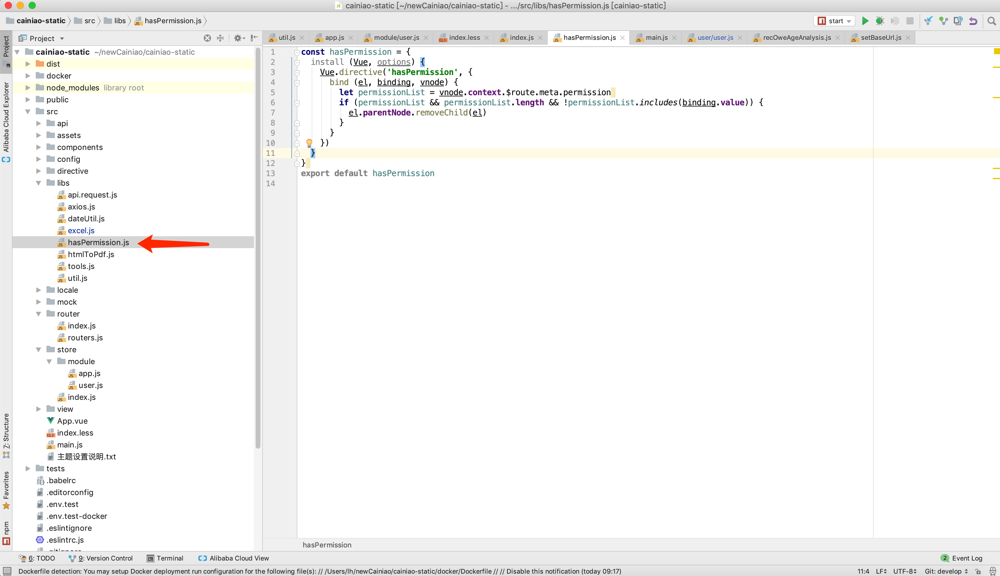 cainiao-static [~/newCainiao/cainiao-static] - .../src/libs/hasPermission.js [cainiao-static]
cainiao-static src libs hasPermission.js start
Project
util.js app.js module/user.js index.less index.js hasPermission.js main.js user/user.js recOweAgeAnalysis.js setBaseUrl.js
Project
Alibaba Cloud Explorer
Z: Structure
Favorites
npm
cainiao-static ~/newCainiao/cainiao-static
dist
docker
node_modules library root
public
src
api
assets
components
config
directive
libs
api.request.js
axios.js
dateUtil.js
excel.js
hasPermission.js
htmlToPdf.js
tools.js
util.js
locale
mock
router
index.js
routers.js
store
module
app.js
user.js
index.js
view
App.vue
index.less
main.js
主题设置说明.txt
tests
.babelrc
.editorconfig
.env.test
.env.test-docker
.eslintignore
.eslintrc.js
.gitignore
1 const hasPermission = {
2 install (Vue, options) {
3 Vue.directive('hasPermission', {
4 bind (el, binding, vnode) {
5 let permissionList = vnode.context.$route.meta.permission
6 if (permissionList && permissionList.length && !permissionList.includes(binding.value)) {
7 el.parentNode.removeChild(el)
8 }
9 }
10 })
11 }
12 }
13 export default hasPermission
14
hasPermission
6: TODO 9: Version Control Terminal Alibaba Cloud View 2 Event Log
Dockerfile detection: You may setup Docker deployment run configuration for the following file(s): // /Users/lh/newCainiao/cainiao-static/docker/Dockerfile // // Disable this notification (today 09:17) 11:4 LF UTF-8 Git: develop